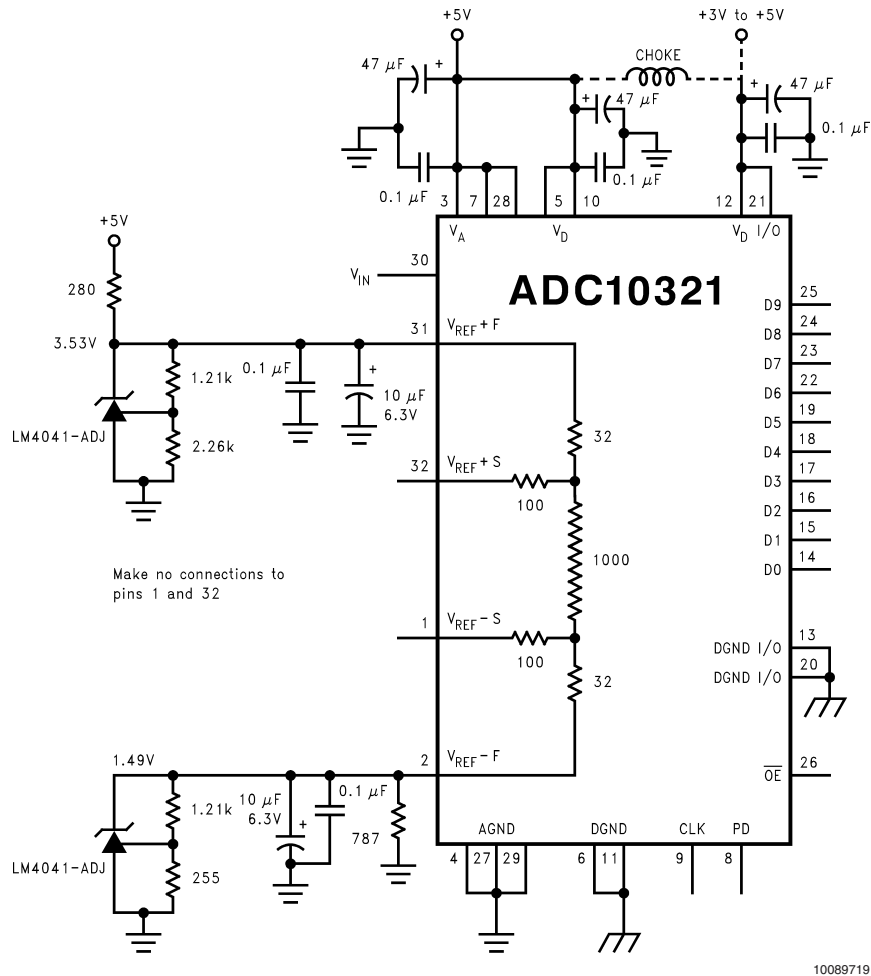 +5V
+3V to +5V
47 μF +
CHOKE
+ 47 μF
+ 47 μF
0.1 μF
0.1 μF
0.1 μF
3 7 28 5 10 12 21
V_A V_D V_D I/O
+5V
280
V_IN 30
ADC10321
D9 25
D8 24
D7 23
D6 22
D5 19
D4 18
D3 17
D2 16
D1 15
D0 14
3.53V
31 V_REF+F
1.21k
0.1 μF
+
10 μF
6.3V
LM4041-ADJ
2.26k
32
32 V_REF+S
100
1000
Make no connections to
pins 1 and 32
1 V_REF−S
100
32
DGND I/O 13
DGND I/O 20
1.49V
2 V_REF−F
OE 26
1.21k
10 μF
6.3V
+
0.1 μF
787
LM4041-ADJ
255
AGND DGND CLK PD
4 27 29 6 11 9 8
10089719